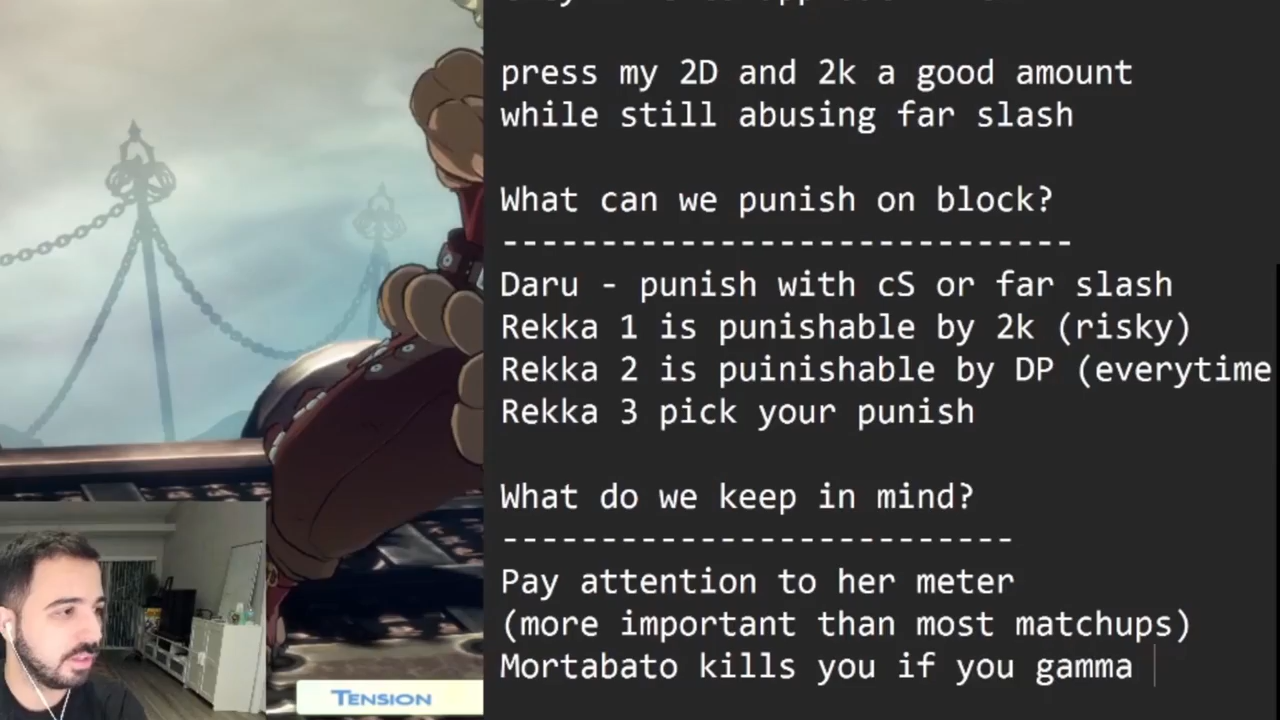 press my 2D and 2k a good amount
while still abusing far slash
What can we punish on block?
-----------------------------
Daru - punish with cS or far slash
Rekka 1 is punishable by 2k (risky)
Rekka 2 is puinishable by DP (everytime
Rekka 3 pick your punish
What do we keep in mind?
--------------------------
Pay attention to her meter
(more important than most matchups)
Mortabato kills you if you gamma
TENSION